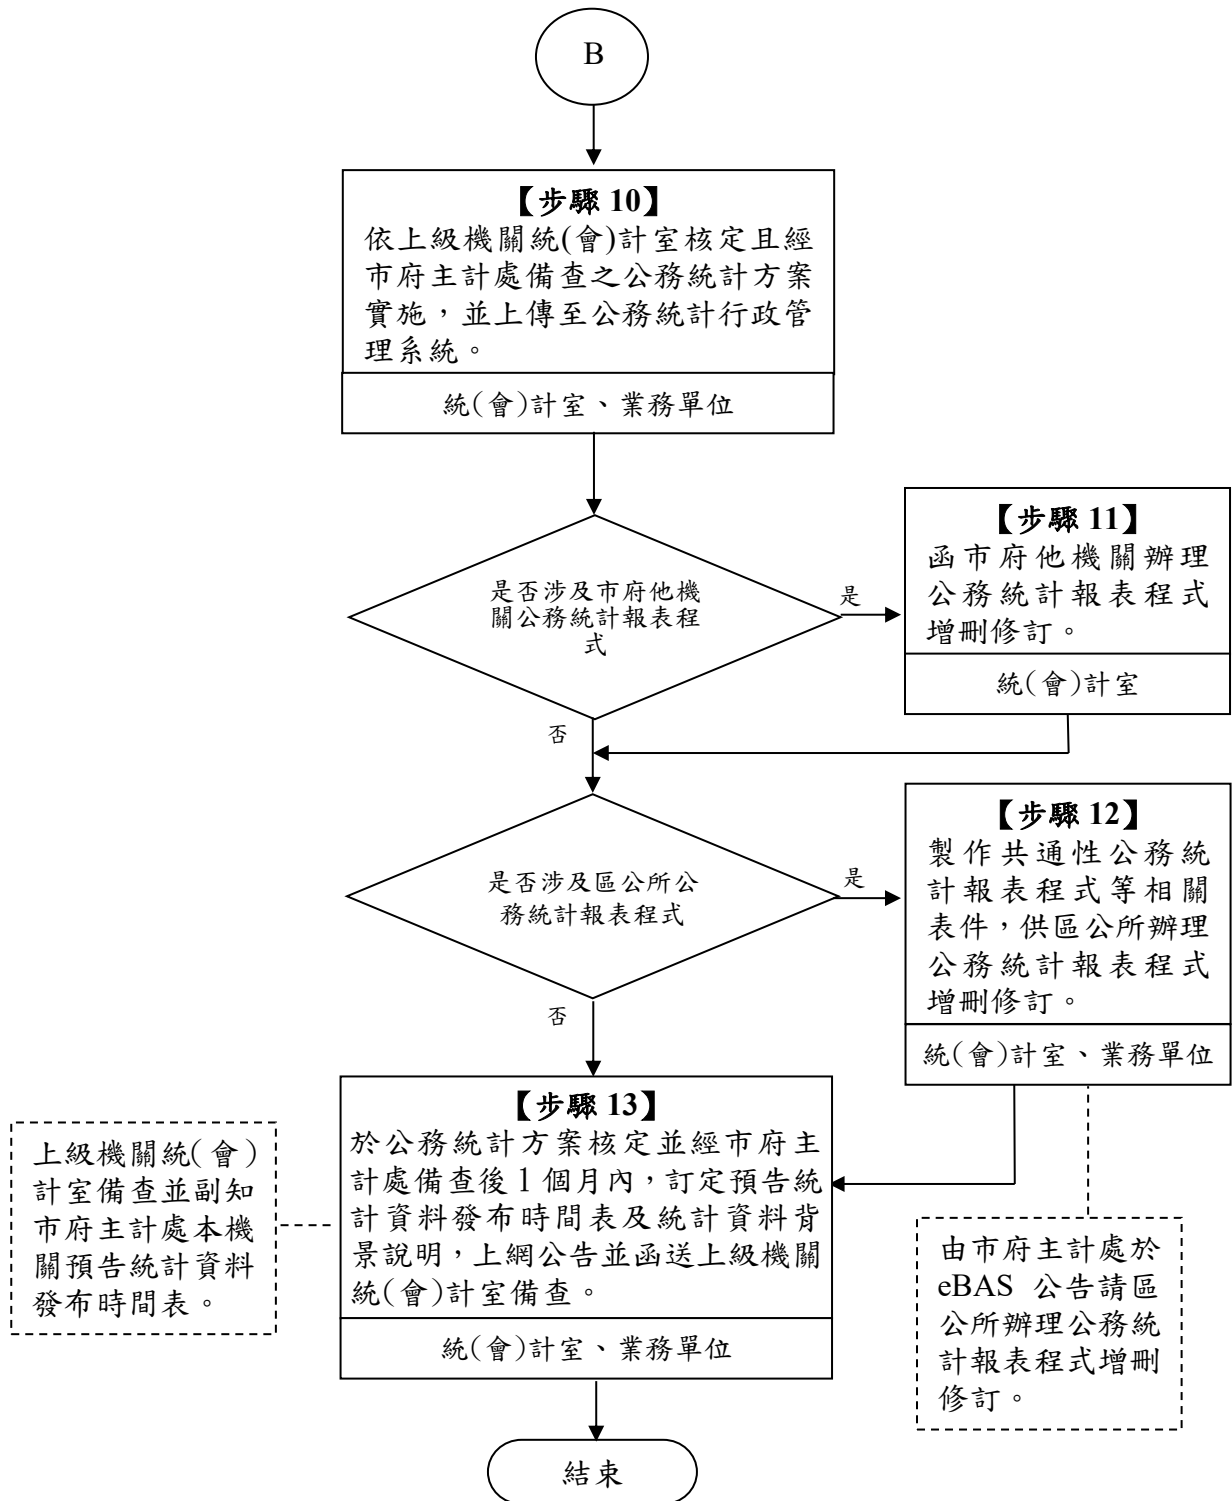 B
【步驟 10】
依上級機關統(會)計室核定且經
市府主計處備查之公務統計方案
實施，並上傳至公務統計行政管
理系統。
統(會)計室、業務單位
是否涉及市府他機
關公務統計報表程
式
是
【步驟 11】
函市府他機關辦理
公務統計報表程式
增刪修訂。
統(會)計室
否
是否涉及區公所公
務統計報表程式
是
【步驟 12】
製作共通性公務統
計報表程式等相關
表件，供區公所辦理
公務統計報表程式
增刪修訂。
統(會)計室、業務單位
否
【步驟 13】
於公務統計方案核定並經市府主
計處備查後 1 個月內，訂定預告統
計資料發布時間表及統計資料背
景說明，上網公告並函送上級機關
統(會)計室備查。
統(會)計室、業務單位
上級機關統(會)
計室備查並副知
市府主計處本機
關預告統計資料
發布時間表。
由市府主計處於
eBAS 公告請區
公所辦理公務統
計報表程式增刪
修訂。
結束